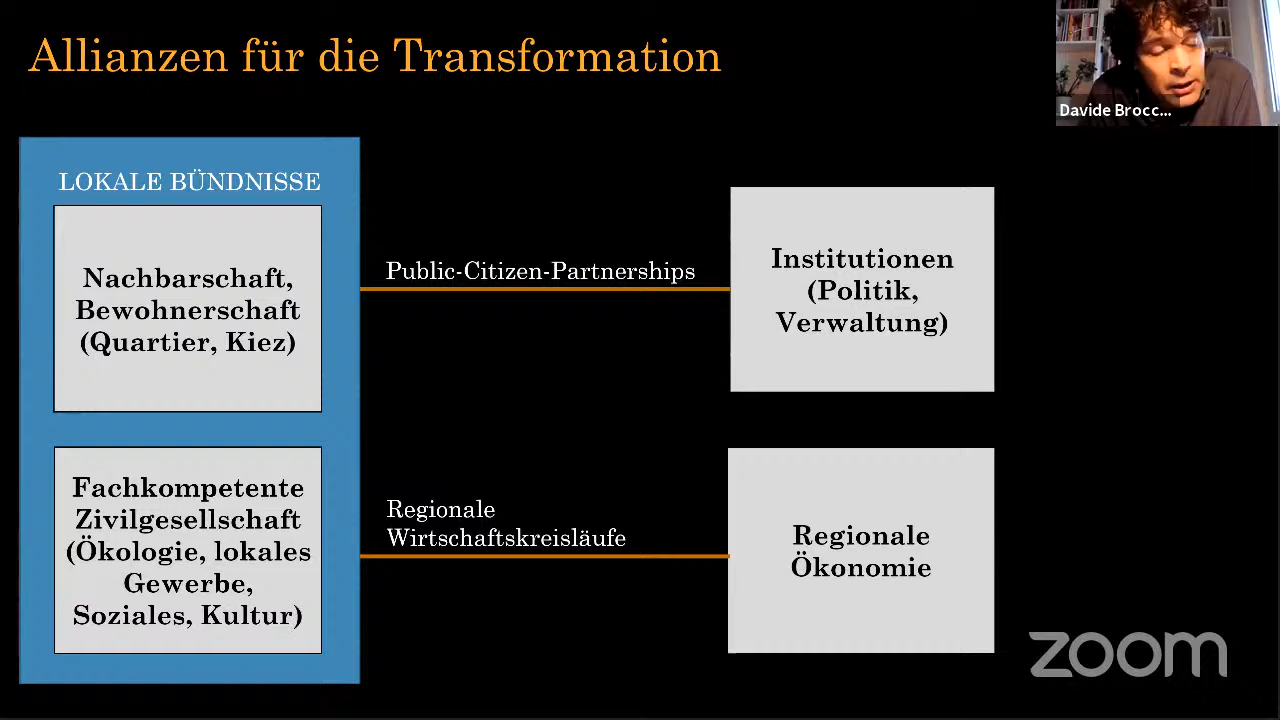 Allianzen für die Transformation
Davide Brocc...
LOKALE BÜNDNISSE
Nachbarschaft,
Bewohnerschaft
(Quartier, Kiez)
Public-Citizen-Partnerships
Institutionen
(Politik,
Verwaltung)
Fachkompetente
Zivilgesellschaft
(Ökologie, lokales
Gewerbe,
Soziales, Kultur)
Regionale
Wirtschaftskreisläufe
Regionale
Ökonomie
zoom